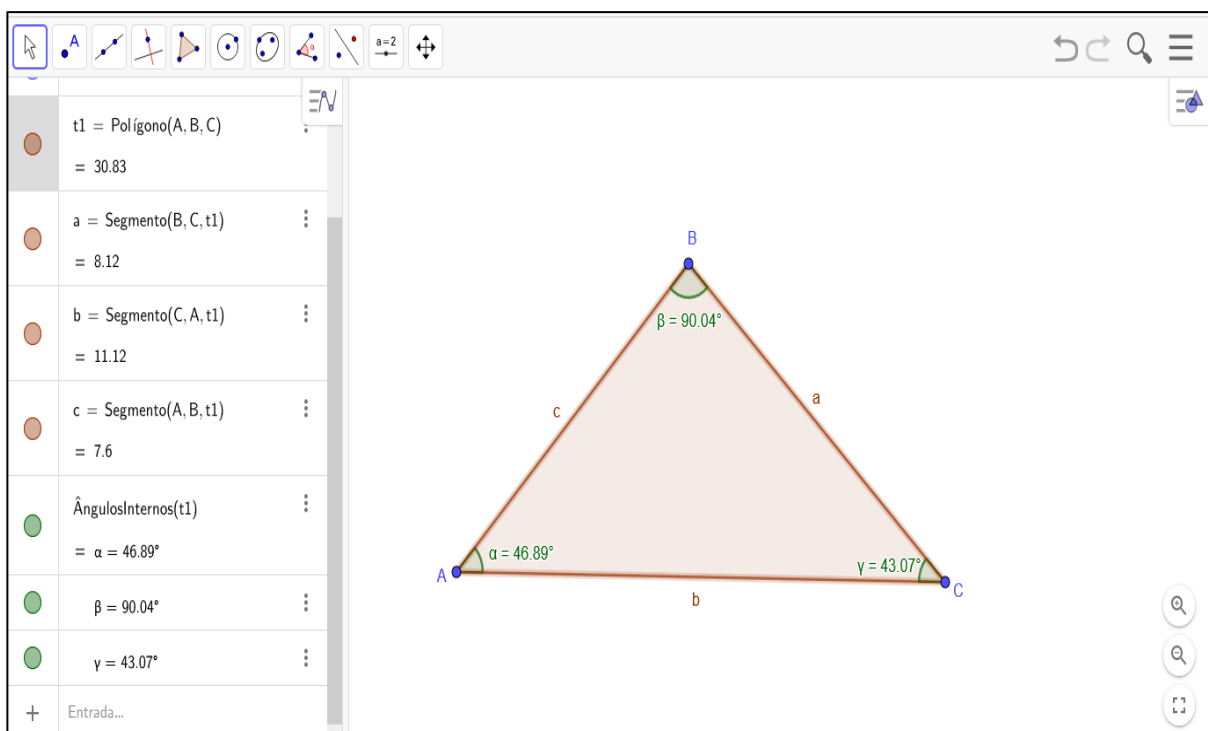 A
α
a=2
t1 = Polígono(A, B, C)
= 30.83
a = Segmento(B, C, t1)
= 8.12
b = Segmento(C, A, t1)
= 11.12
c = Segmento(A, B, t1)
= 7.6
ÂngulosInternos(t1)
= α = 46.89°
β = 90.04°
γ = 43.07°
+ Entrada...
B
β = 90.04°
c
a
α = 46.89°
γ = 43.07°
A
C
b